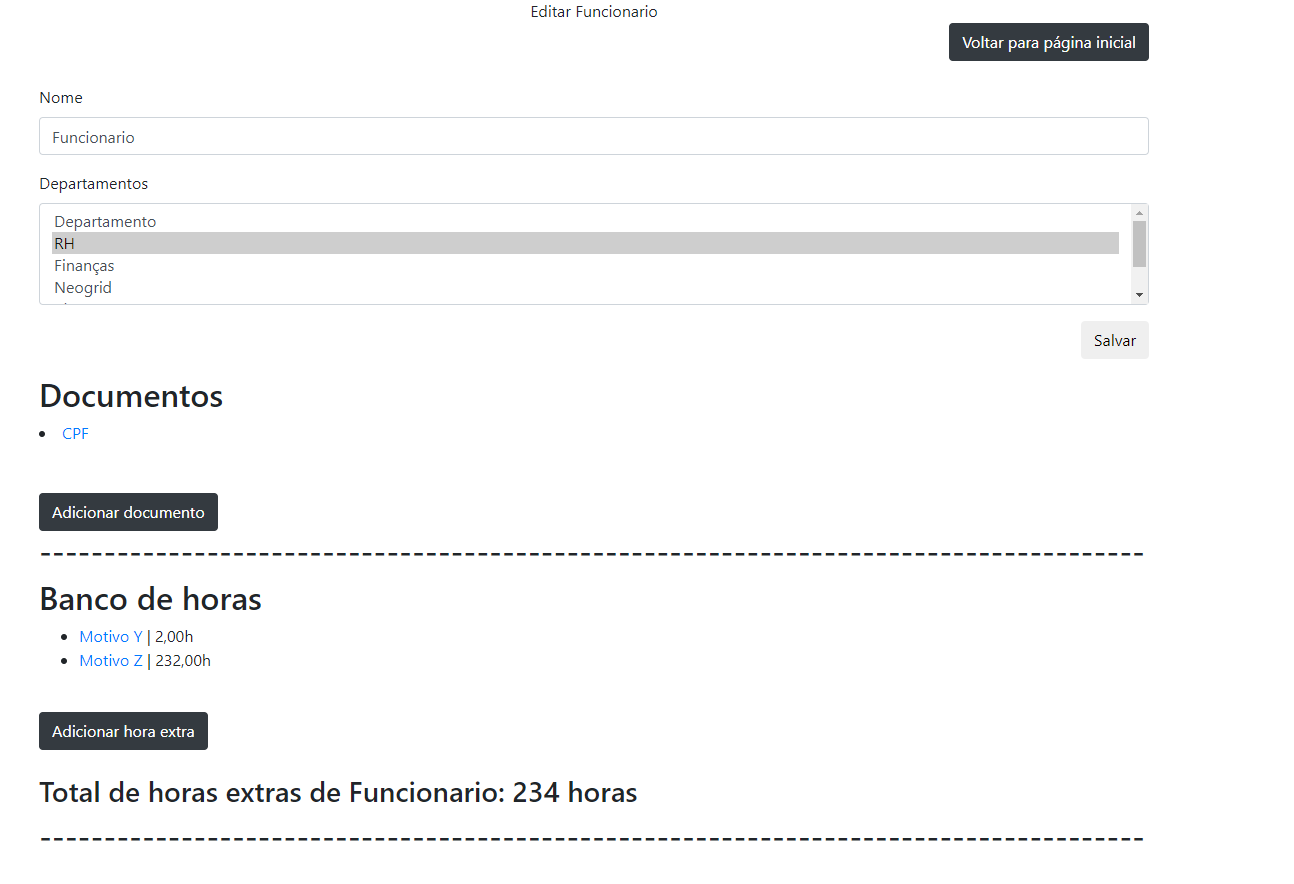 Editar Funcionario
Voltar para página inicial
Nome
Funcionario
Departamentos
Departamento
RH
Finanças
Neogrid
Salvar
Documentos
CPF
Adicionar documento
--------------------------------------------------------------------------------------
Banco de horas
Motivo Y | 2,00h
Motivo Z | 232,00h
Adicionar hora extra
Total de horas extras de Funcionario: 234 horas
--------------------------------------------------------------------------------------